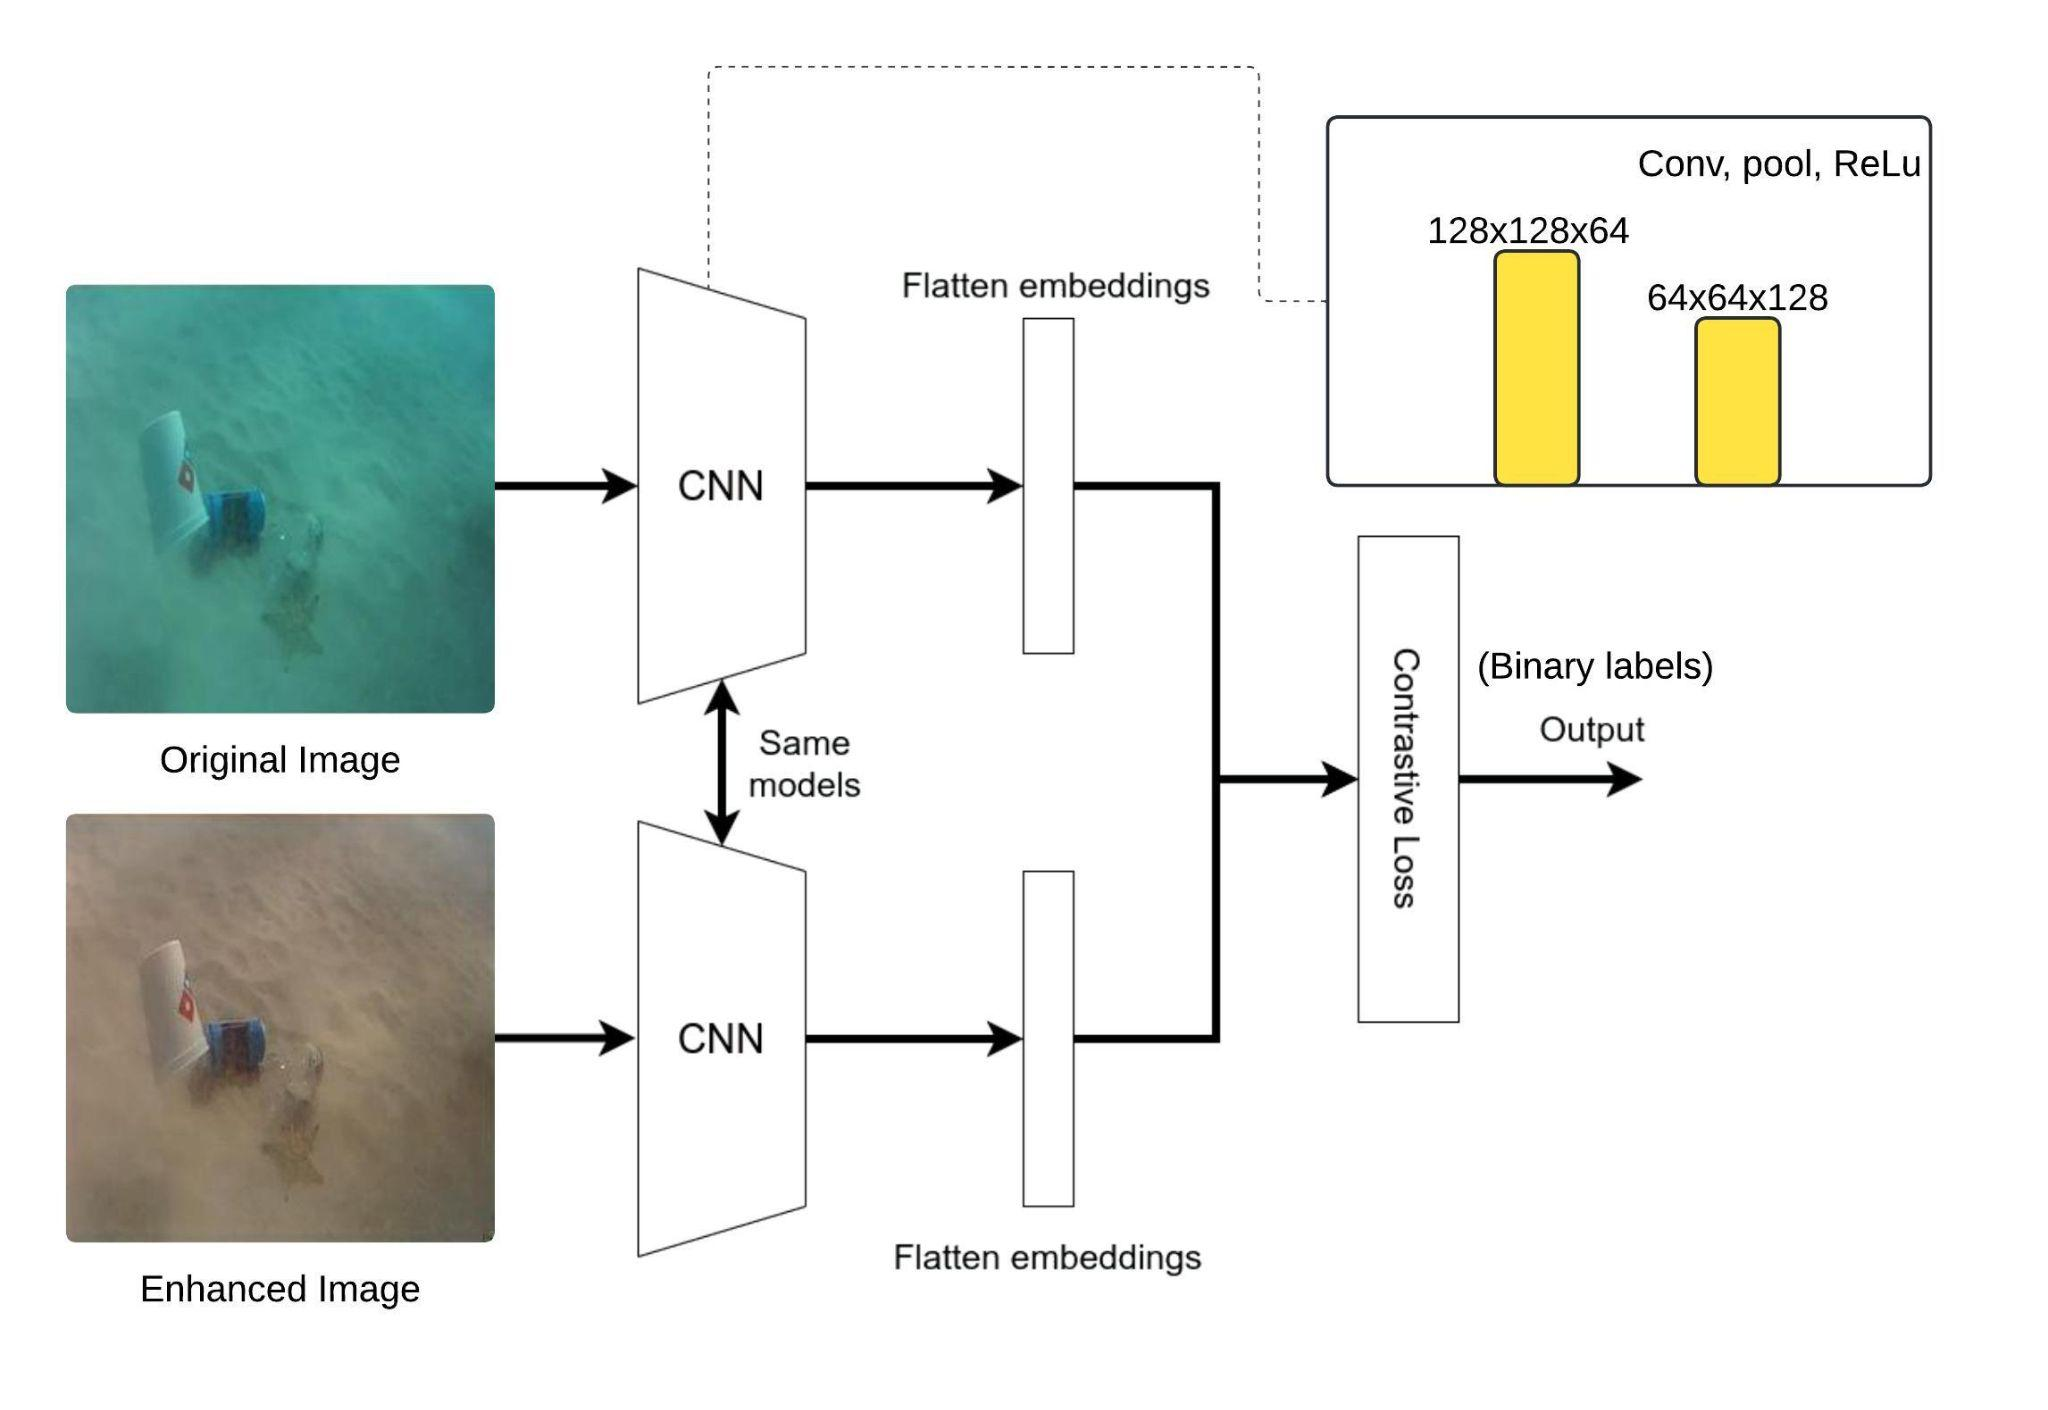 Conv, pool, ReLu
128x128x64
64x64x128
Flatten embeddings
CNN
Original Image
Same
models
Contrastive Loss
(Binary labels)
Output
CNN
Flatten embeddings
Enhanced Image